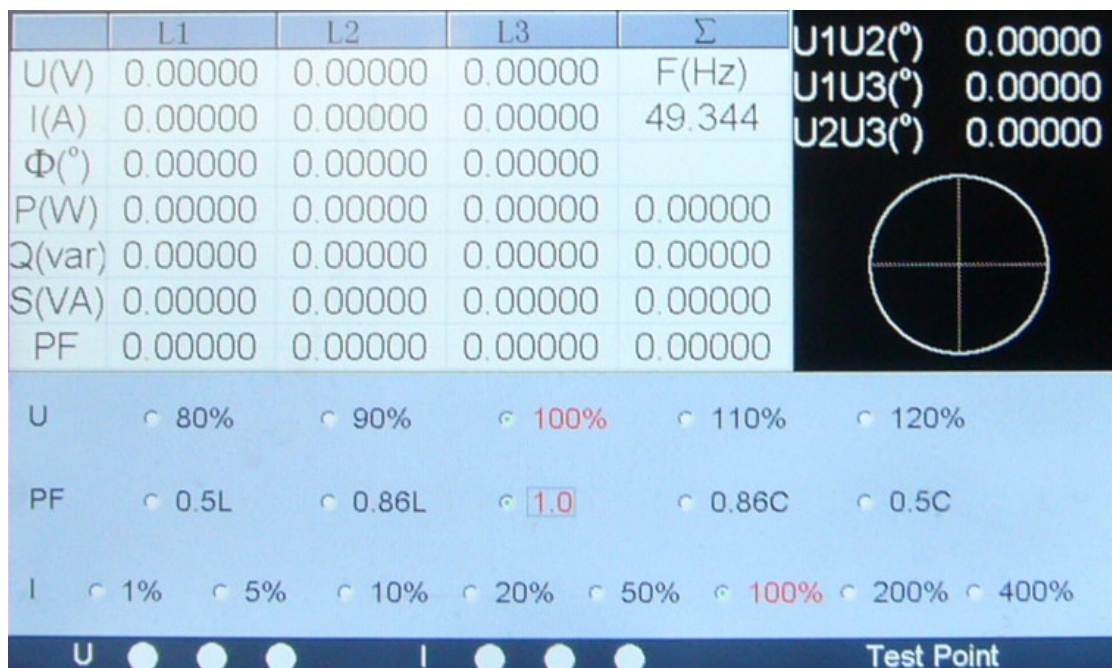 L1 L2 L3 Σ
U(V) 0.00000 0.00000 0.00000 F(Hz)
I(A) 0.00000 0.00000 0.00000 49.344
Φ(°) 0.00000 0.00000 0.00000
P(W) 0.00000 0.00000 0.00000 0.00000
Q(var) 0.00000 0.00000 0.00000 0.00000
S(VA) 0.00000 0.00000 0.00000 0.00000
PF 0.00000 0.00000 0.00000 0.00000
U1U2(°) 0.00000
U1U3(°) 0.00000
U2U3(°) 0.00000
U 80% 90% 100% 110% 120%
PF 0.5L 0.86L 1.0 0.86C 0.5C
I 1% 5% 10% 20% 50% 100% 200% 400%
U I Test Point